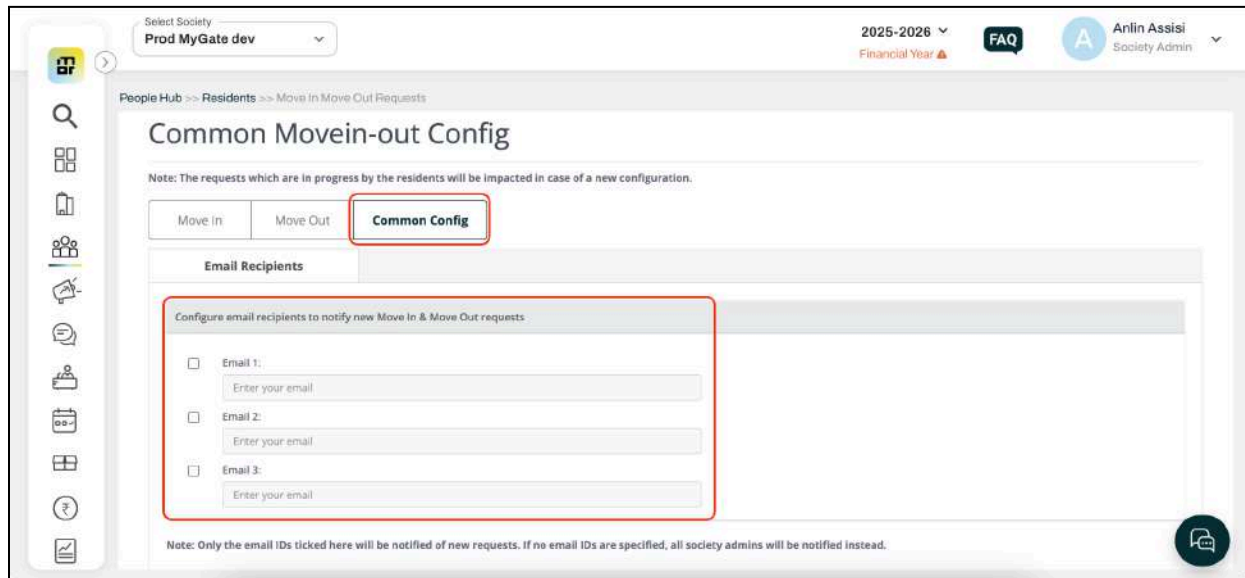 Select Society
Prod MyGate dev
2025-2026
Financial Year
FAQ
A
Anlin Assisi
Society Admin
People Hub >> Residents >> Move In Move Out Requests
Common Movein-out Config
Note: The requests which are in progress by the residents will be impacted in case of a new configuration.
Move In
Move Out
Common Config
Email Recipients
Configure email recipients to notify new Move In & Move Out requests
Email 1:
Enter your email
Email 2:
Enter your email
Email 3:
Enter your email
Note: Only the email IDs ticked here will be notified of new requests. If no email IDs are specified, all society admins will be notified instead.